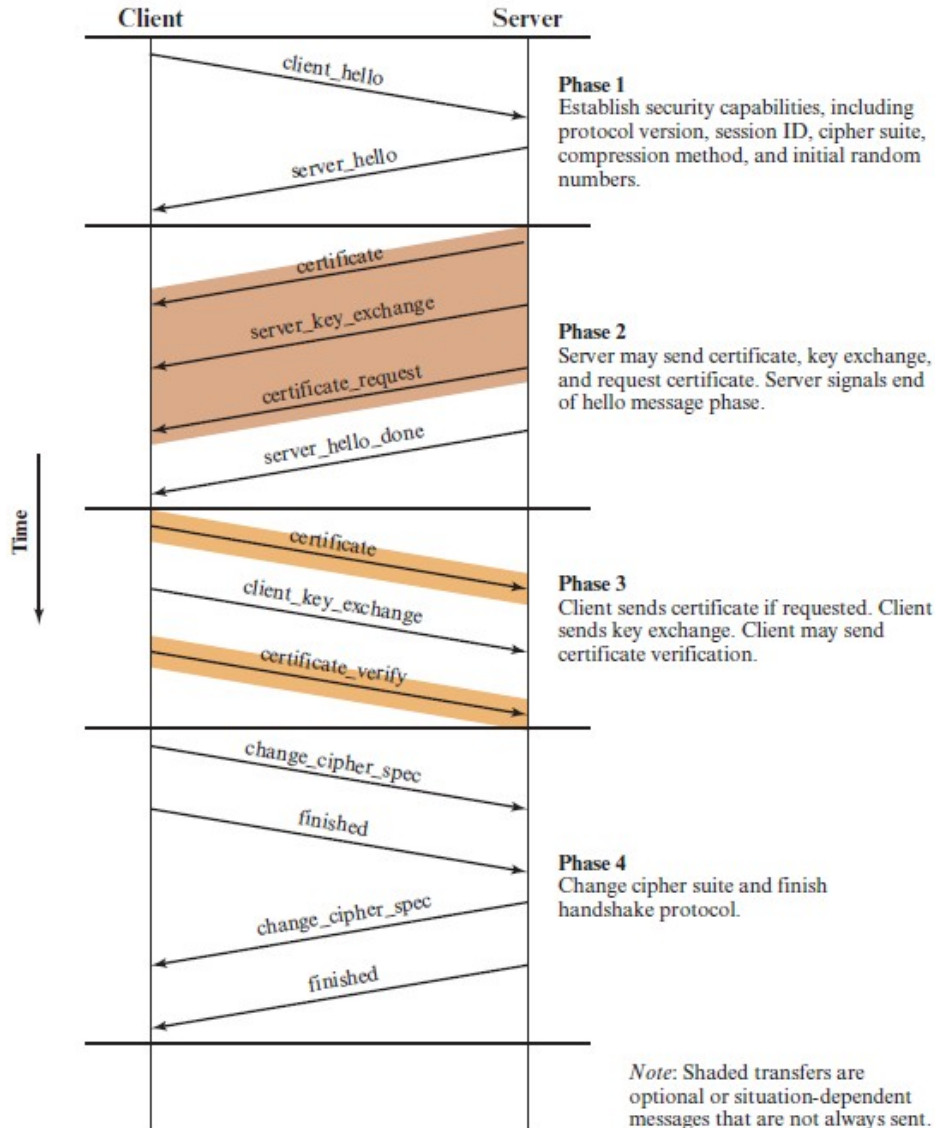 Client
Server
client_hello
Phase 1
Establish security capabilities, including
protocol version, session ID, cipher suite,
compression method, and initial random
numbers.
server_hello
certificate
server_key_exchange
Phase 2
Server may send certificate, key exchange,
and request certificate. Server signals end
of hello message phase.
certificate_request
server_hello_done
Time
certificate
client_key_exchange
Phase 3
Client sends certificate if requested. Client
sends key exchange. Client may send
certificate verification.
certificate_verify
change_cipher_spec
finished
Phase 4
Change cipher suite and finish
handshake protocol.
change_cipher_spec
finished
Note: Shaded transfers are
optional or situation-dependent
messages that are not always sent.